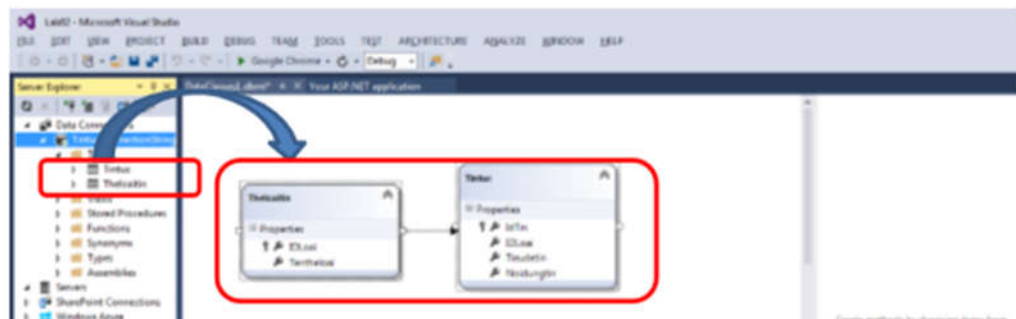 Lab02 - Microsoft Visual Studio
FILE EDIT VIEW PROJECT BUILD DEBUG TEAM TOOLS TEST ARCHITECTURE ANALYZE WINDOW HELP
Google Chrome Debug
Server Explorer
Your ASP.NET application
Data
Tintuc
Theloaitin
Views
Stored Procedures
Functions
Synonyms
Types
Assemblies
Servers
SharePoint Connections
Windows Azure
Theloaitin
Properties
IDLoai
Tentheloai
Tintuc
Properties
IdTin
IDLoai
Tieudetin
Noidungtin